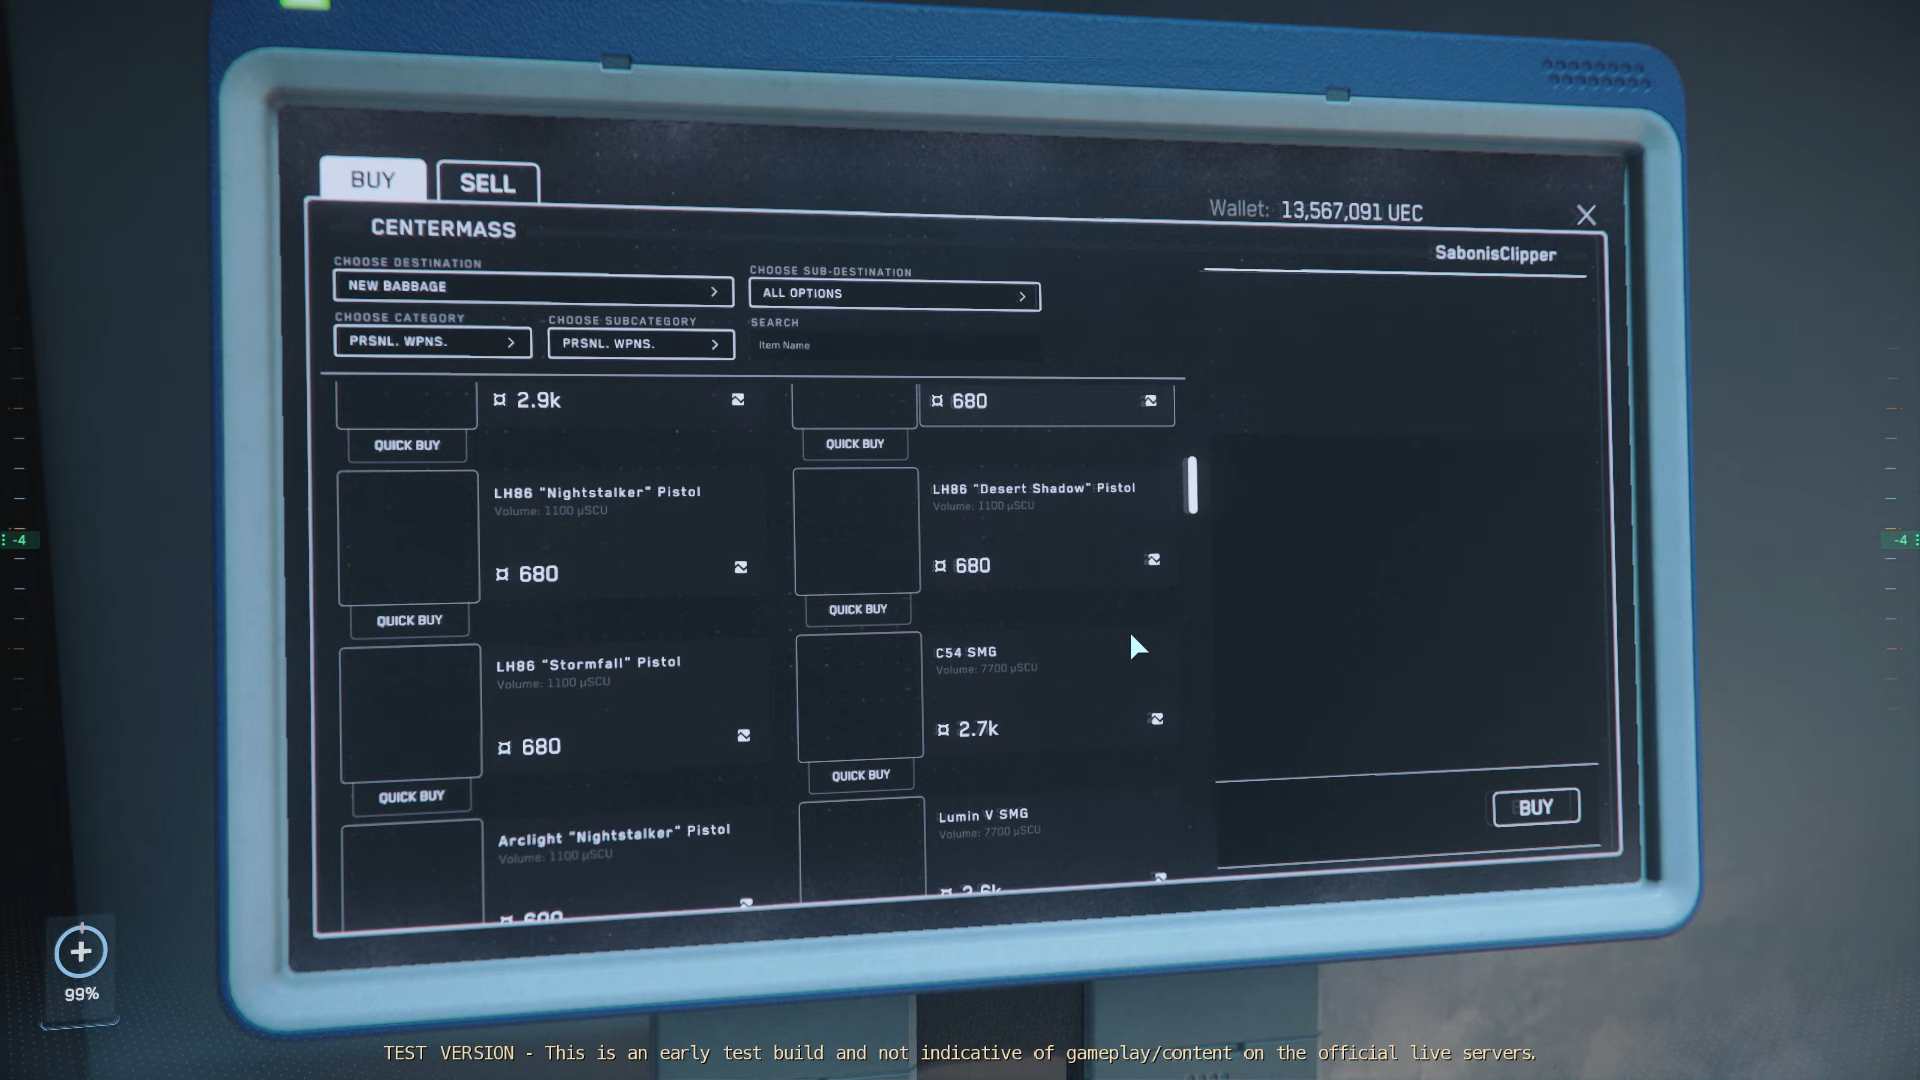 BUY
SELL
Wallet: 13,567,091 UEC
CENTERMASS
SabonisClipper
CHOOSE DESTINATION
NEW BABBAGE
CHOOSE SUB-DESTINATION
ALL OPTIONS
CHOOSE CATEGORY
PRSNL. WPNS.
CHOOSE SUBCATEGORY
PRSNL. WPNS.
SEARCH
Item Name
2.9k
QUICK BUY
680
QUICK BUY
LH86 "Nightstalker" Pistol
Volume: 1100 µSCU
680
QUICK BUY
LH86 "Desert Shadow" Pistol
Volume: 1100 µSCU
680
QUICK BUY
LH86 "Stormfall" Pistol
Volume: 1100 µSCU
680
QUICK BUY
C54 SMG
Volume: 7700 µSCU
2.7k
QUICK BUY
Arclight "Nightstalker" Pistol
Volume: 1100 µSCU
Lumin V SMG
Volume: 7700 µSCU
BUY
-4
-4
99%
TEST VERSION - This is an early test build and not indicative of gameplay/content on the official live servers.